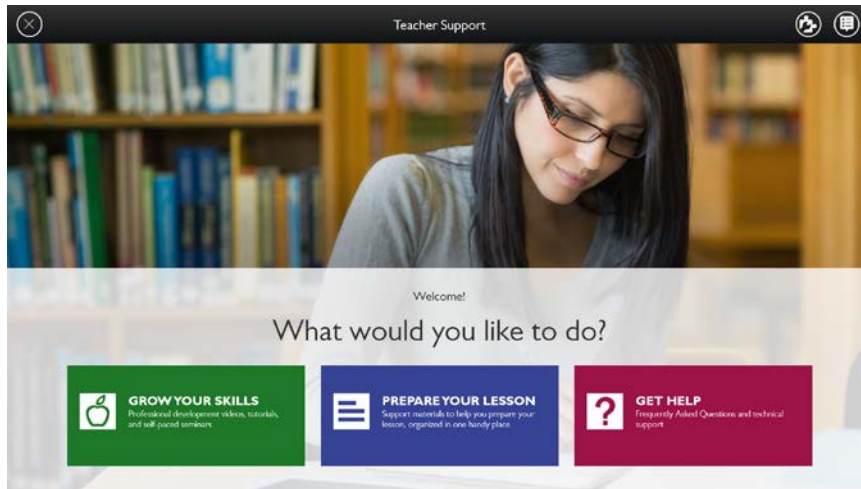 Teacher Support
Welcome!
What would you like to do?
GROW YOUR SKILLS
Professional development videos, tutorials,
and self-paced seminars
PREPARE YOUR LESSON
Support materials to help you prepare your
lesson, organized in one handy place
GET HELP
Frequently Asked Questions and technical
support